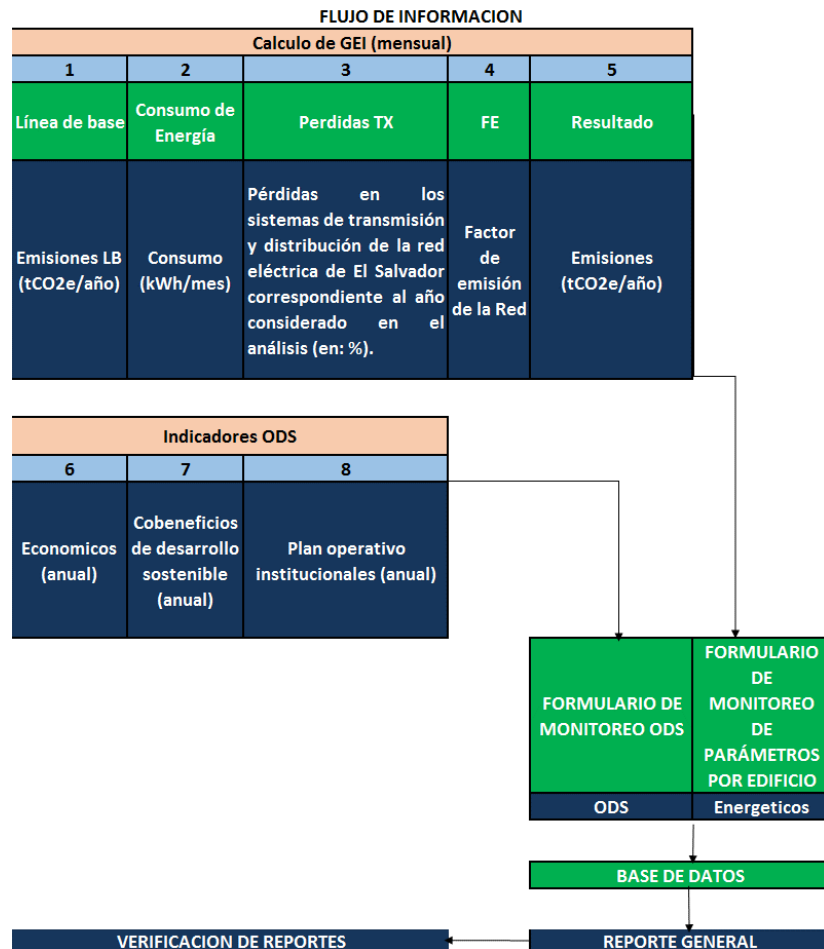 FLUJO DE INFORMACION
Calculo de GEI (mensual)
1 2 3 4 5
Línea de base
Consumo de
Energía
Perdidas TX
FE
Resultado
Emisiones LB
(tCO2e/año)
Consumo
(kWh/mes)
Pérdidas en los
sistemas de transmisión
y distribución de la red
eléctrica de El Salvador
correspondiente al año
considerado en el
análisis (en: %).
Factor
de
emisión
de la Red
Emisiones
(tCO2e/año)
Indicadores ODS
6 7 8
Economicos
(anual)
Cobeneficios
de desarrollo
sostenible
(anual)
Plan operativo
institucionales (anual)
FORMULARIO DE
MONITOREO ODS
FORMULARIO
DE
MONITOREO
DE
PARÁMETROS
POR EDIFICIO
ODS
Energeticos
BASE DE DATOS
VERIFICACION DE REPORTES
REPORTE GENERAL